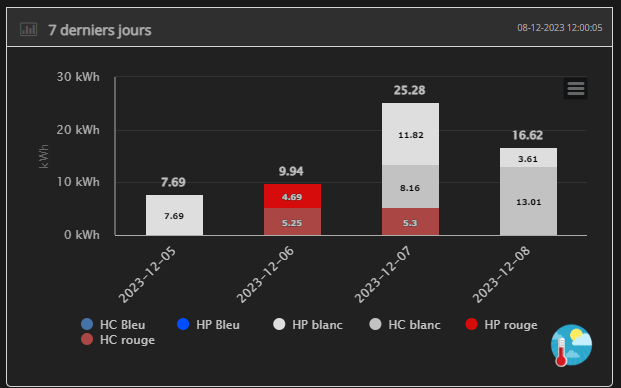 7 derniers jours
08-12-2023 12:00:05
30 kWh
20 kWh
10 kWh
0 kWh
kWh
7.69
7.69
9.94
4.69
5.25
25.28
11.82
8.16
5.3
16.62
3.61
13.01
2023-12-05
2023-12-06
2023-12-07
2023-12-08
HC Bleu
HP Bleu
HP blanc
HC blanc
HP rouge
HC rouge